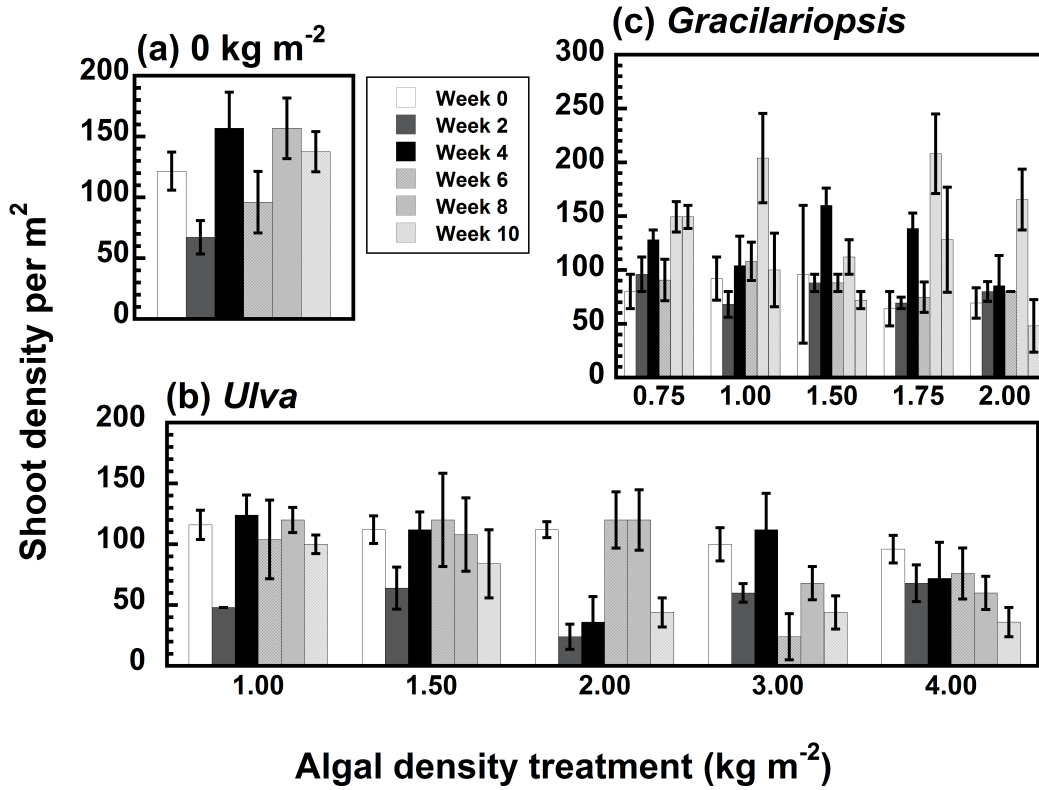 (a) 0 kg m-2
200
150
100
50
0
Week 0
Week 2
Week 4
Week 6
Week 8
Week 10
(c) Gracilariopsis
300
250
200
150
100
50
0
0.75 1.00 1.50 1.75 2.00
(b) Ulva
200
150
100
50
0
1.00 1.50 2.00 3.00 4.00
Shoot density per m2
Algal density treatment (kg m-2)